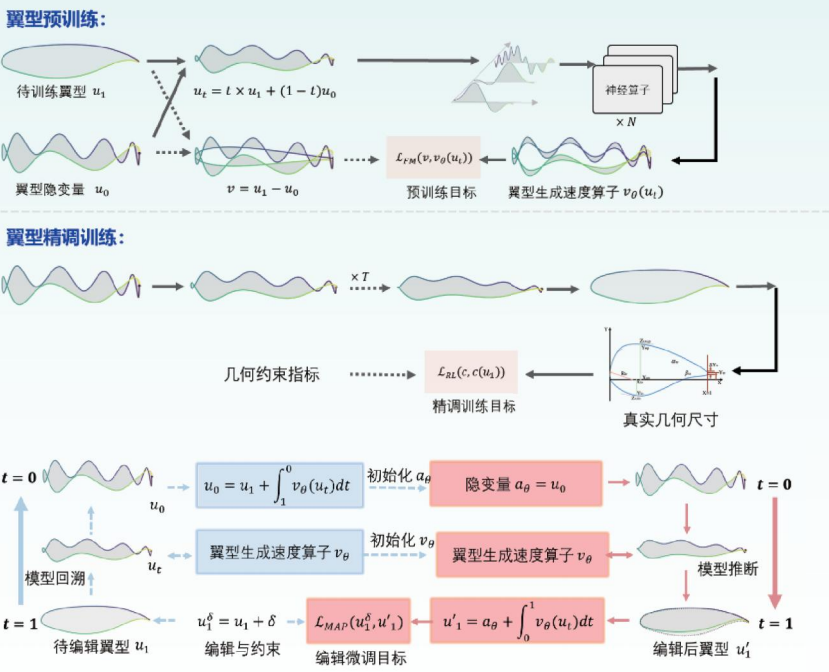 翼型预训练：
待训练翼型 u₁
u_t = t × u₁ + (1 − t)u₀
神经算子
× N
翼型隐变量 u₀
v = u₁ − u₀
ℒ_FM(v, v_θ(u_t))
预训练目标
翼型生成速度算子 v_θ(u_t)
翼型精调训练：
× T
几何约束指标
ℒ_RL(c, c(u₁))
精调训练目标
真实几何尺寸
t = 0
u₀
u₀ = u₁ + ∫₁⁰ v_θ(u_t)dt
初始化 a_θ
隐变量 a_θ = u₀
t = 0
u_t
翼型生成速度算子 v_θ
初始化 v_θ
翼型生成速度算子 v_θ
模型回溯
模型推断
t = 1
u₁^δ = u₁ + δ
ℒ_MAP(u₁^δ, u'₁)
u'₁ = a_θ + ∫₀¹ v_θ(u_t)dt
t = 1
待编辑翼型 u₁
编辑与约束
编辑微调目标
编辑后翼型 u₁'